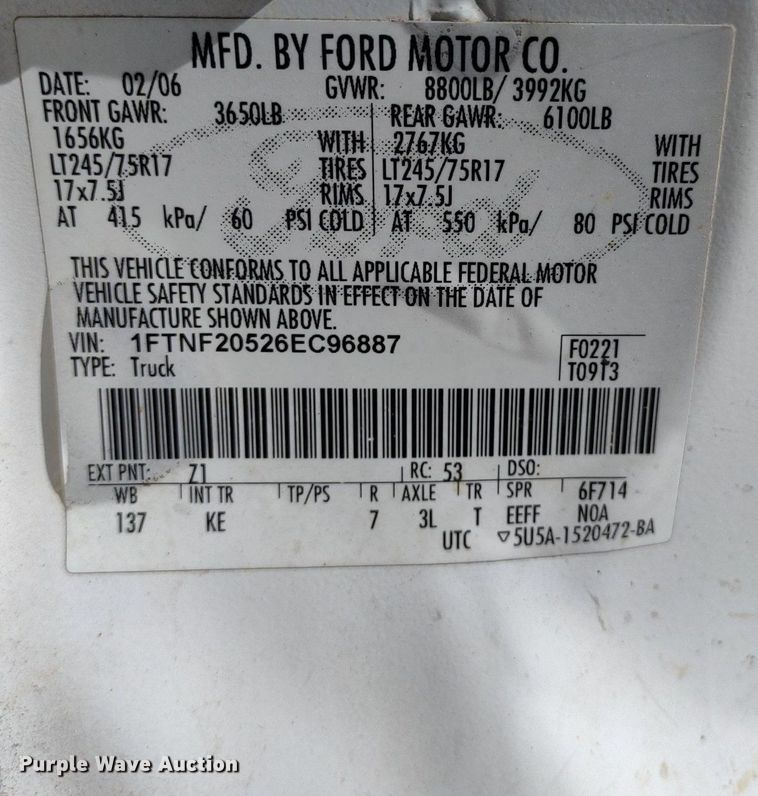 MFD. BY FORD MOTOR CO.
DATE: 02/06 GVWR: 8800LB/ 3992KG
FRONT GAWR: 3650LB REAR GAWR: 6100LB
1656KG WITH 2767KG WITH
LT245/75R17 TIRES LT245/75R17 TIRES
17x7.5J RIMS 17x7.5J RIMS
AT 415 kPa/ 60 PSI COLD AT 550 kPa/ 80 PSI COLD
Ford
THIS VEHICLE CONFORMS TO ALL APPLICABLE FEDERAL MOTOR
VEHICLE SAFETY STANDARDS IN EFFECT ON THE DATE OF
MANUFACTURE SHOWN ABOVE.
VIN: 1FTNF20526EC96887 F0221
TYPE: Truck T0913
EXT PNT: Z1 RC: 53 DSO:
WB INT TR TP/PS R AXLE TR SPR 6F714
137 KE 7 3L T EEFF NOA
UTC ▽5U5A-1520472-BA
Purple Wave Auction